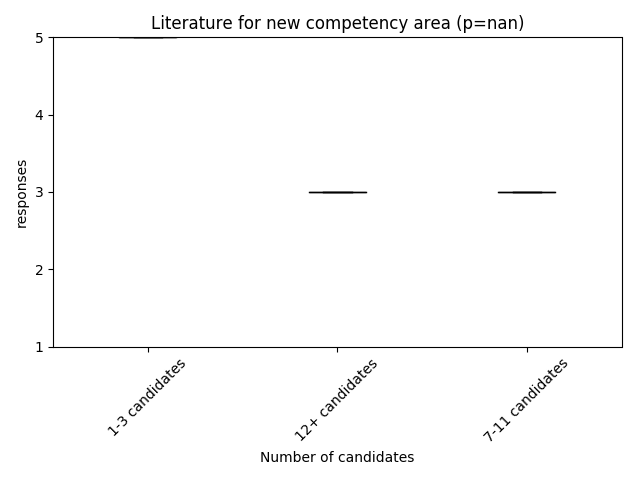 Literature for new competency area (p=nan)
5
4
3
2
1
responses
1-3 candidates
12+ candidates
7-11 candidates
Number of candidates